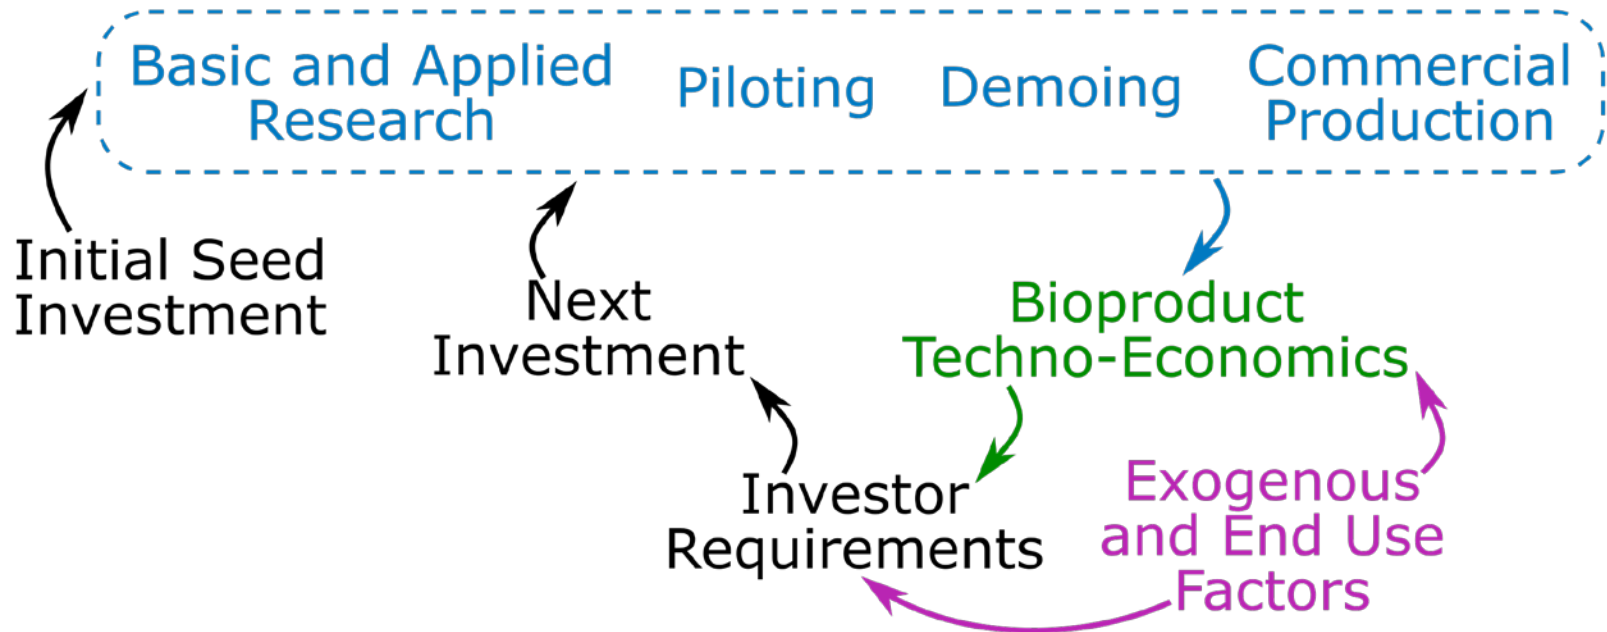 Basic and Applied
Research
Piloting
Demoing
Commercial
Production
Initial Seed
Investment
Next
Investment
Bioproduct
Techno-Economics
Investor
Requirements
Exogenous
and End Use
Factors